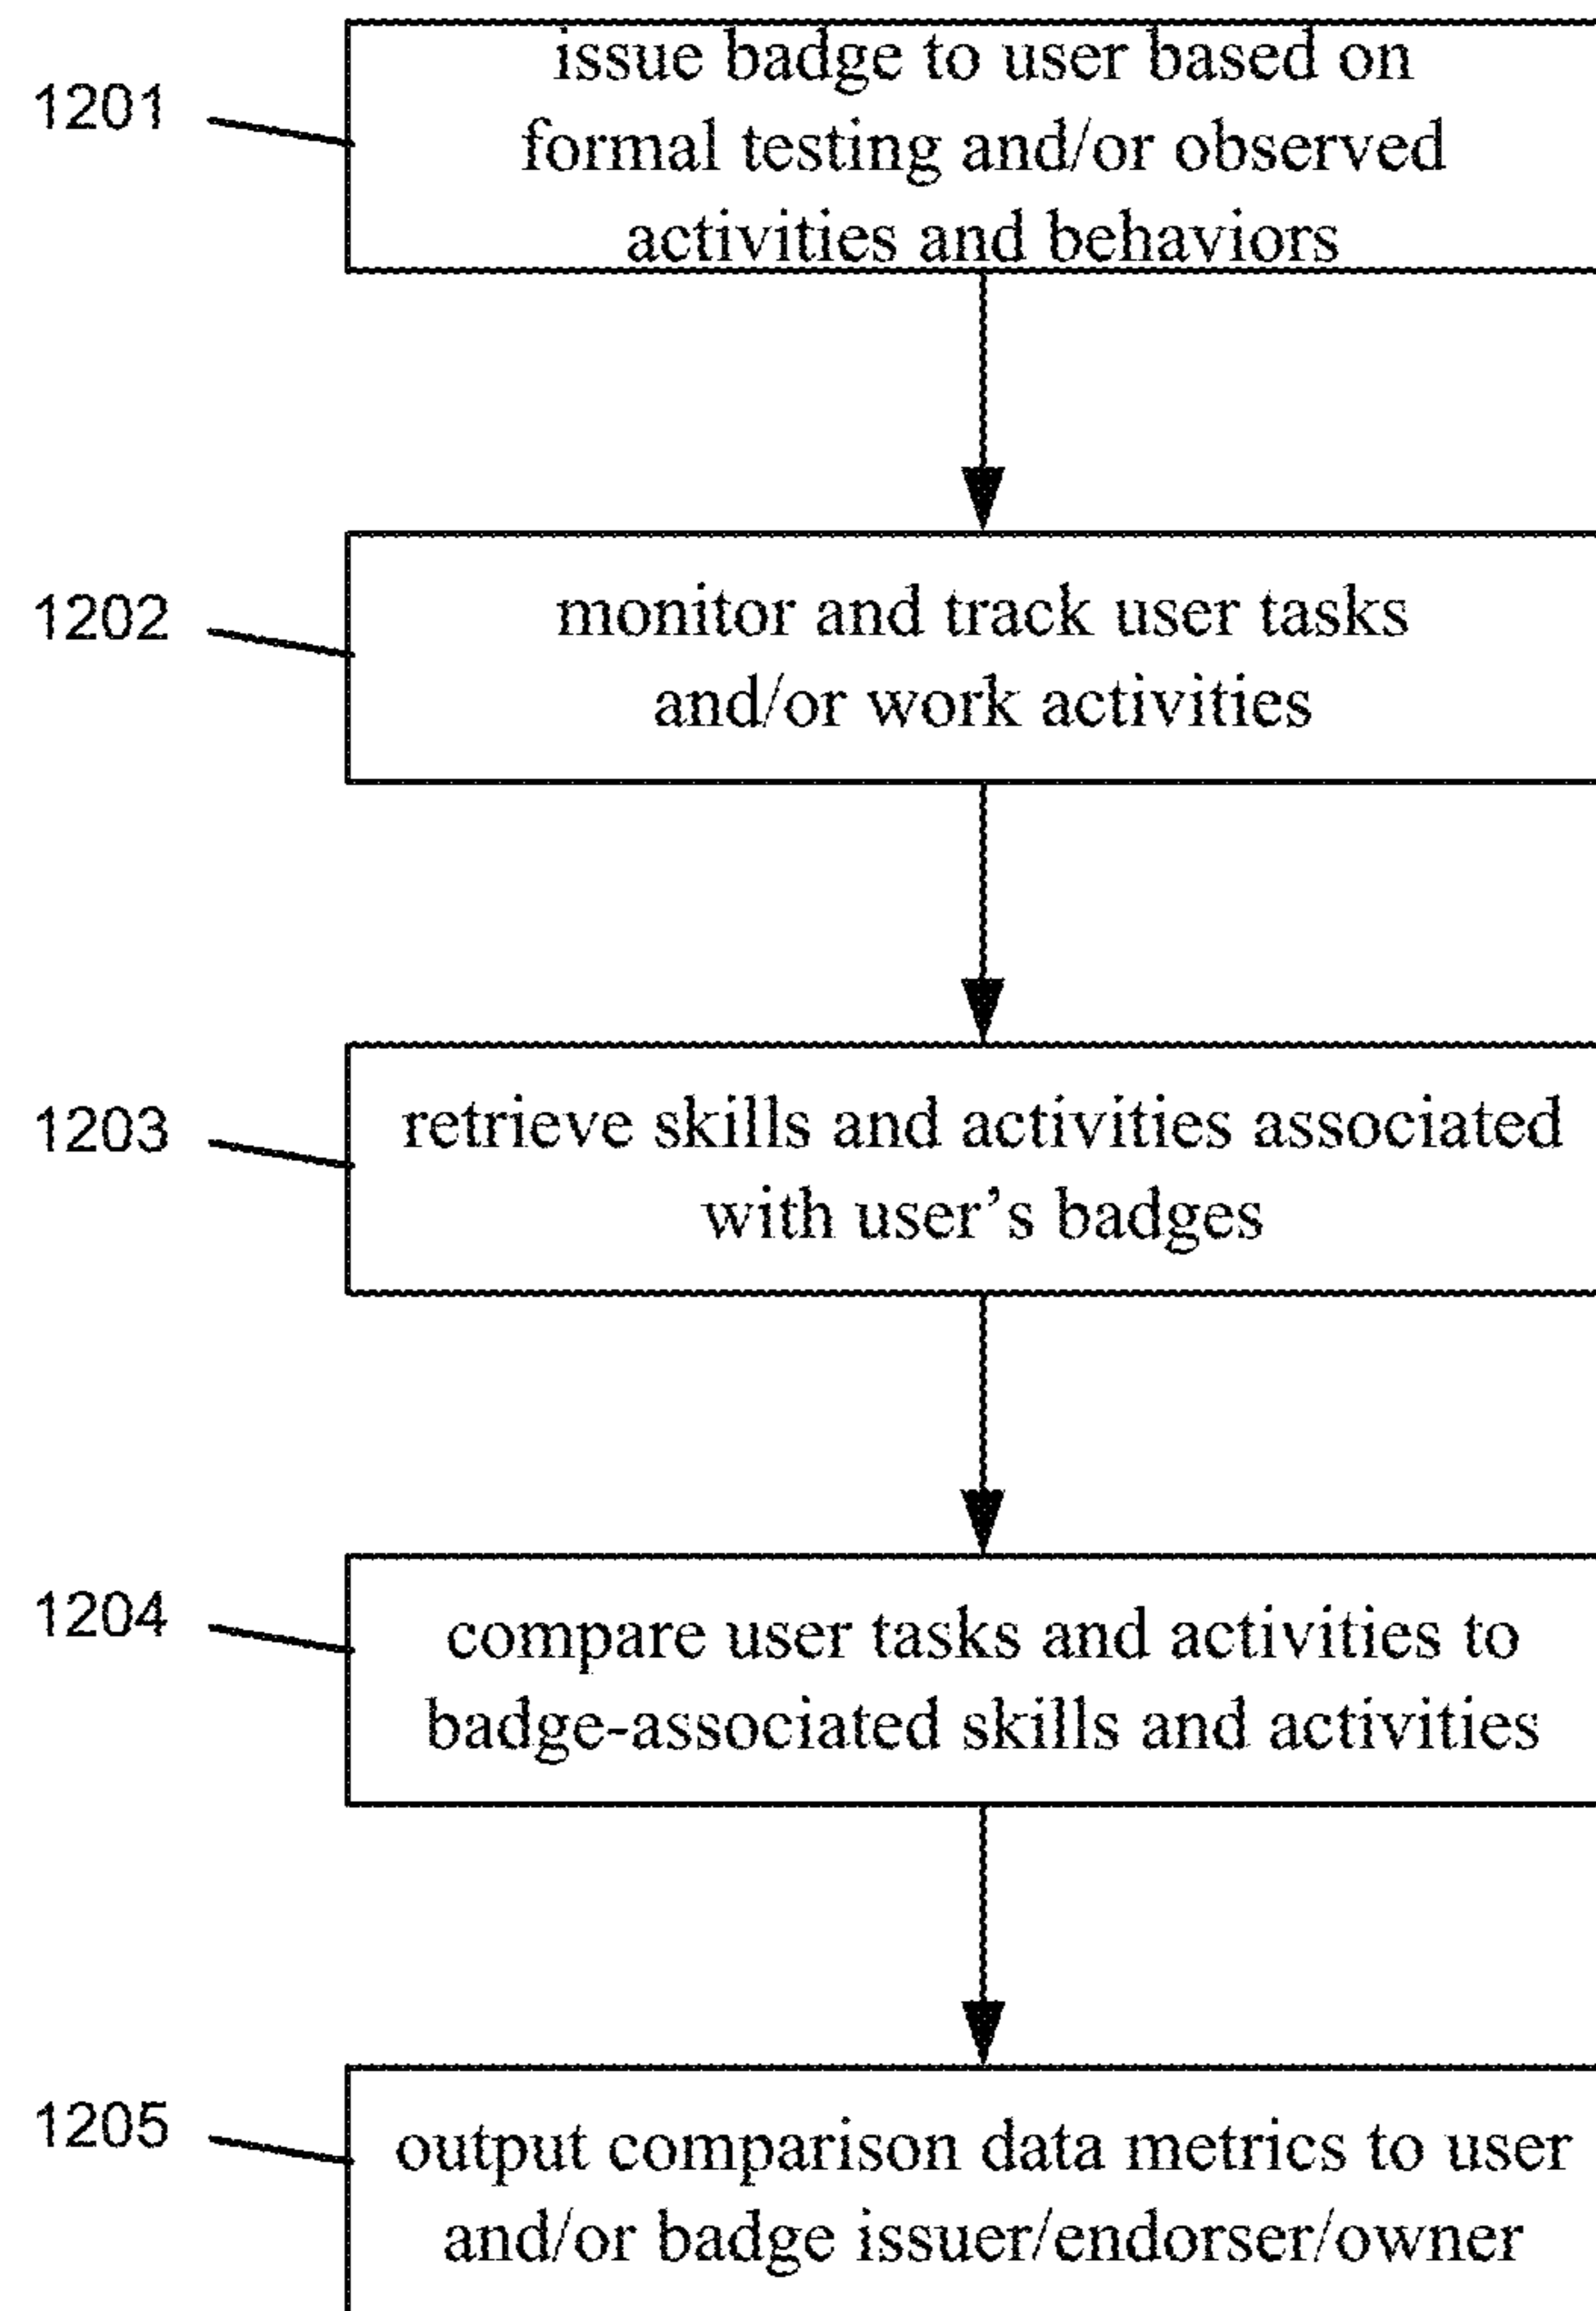 1201
issue badge to user based on
formal testing and/or observed
activities and behaviors
1202
monitor and track user tasks
and/or work activities
1203
retrieve skills and activities associated
with user’s badges
1204
compare user tasks and activities to
badge-associated skills and activities
1205
output comparison data metrics to user
and/or badge issuer/endorser/owner